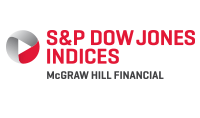 S&P DOW JONES
INDICES
McGRAW HILL FINANCIAL